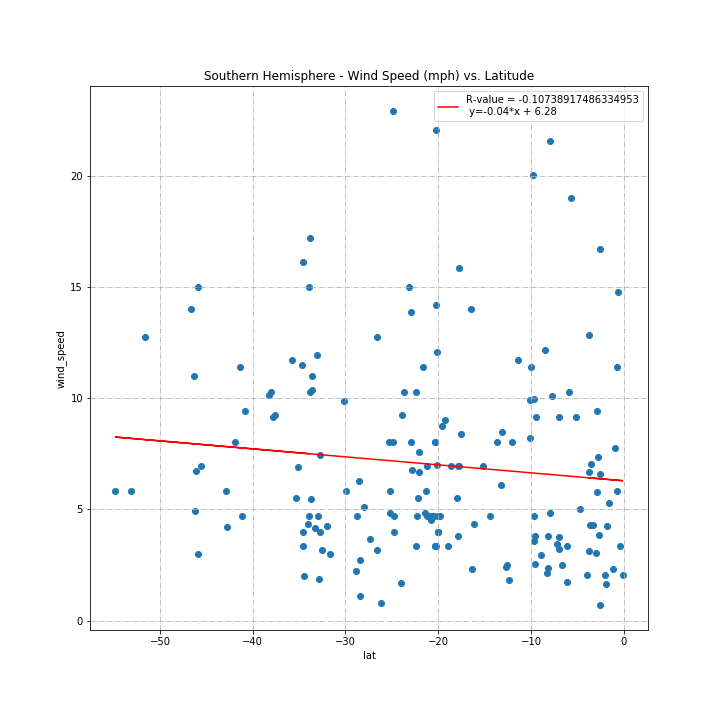 Southern Hemisphere - Wind Speed (mph) vs. Latitude
R-value = -0.10738917486334953
y=-0.04*x + 6.28
20
15
10
5
0
wind_speed
−50
−40
−30
−20
−10
0
lat